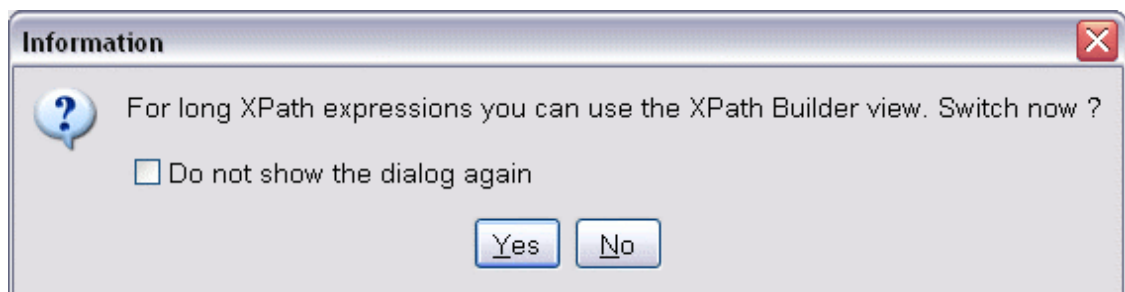 Information
For long XPath expressions you can use the XPath Builder view. Switch now ?
Do not show the dialog again
Yes No